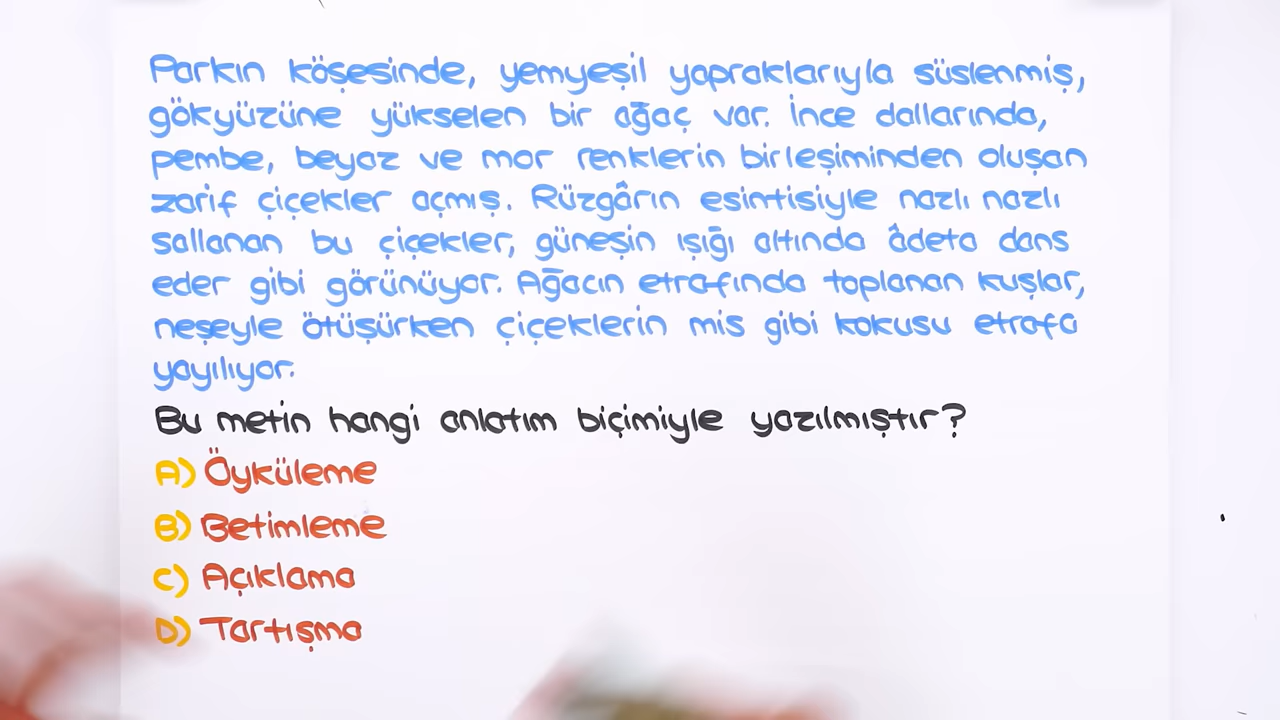 Parkın köşesinde, yemyeşil yapraklarıyla süslenmiş,
gökyüzüne yükselen bir ağaç var. İnce dallarında,
pembe, beyaz ve mor renklerin birleşiminden oluşan
zarif çiçekler açmış. Rüzgârın esintisiyle nazlı nazlı
sallanan bu çiçekler, güneşin ışığı altında âdeta dans
eder gibi görünüyor. Ağacın etrafında toplanan kuşlar,
neşeyle ötüşürken çiçeklerin mis gibi kokusu etrafa
yayılıyor.
Bu metin hangi anlatım biçimiyle yazılmıştır?
A) Öyküleme
B) Betimleme
C) Açıklama
D) Tartışma